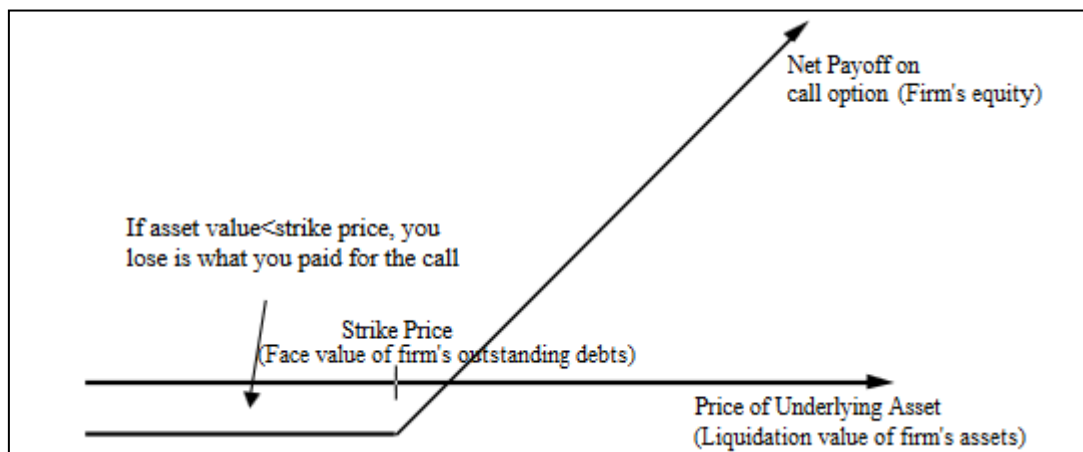 Net Payoff on
call option (Firm's equity)
If asset value<strike price, you
lose is what you paid for the call
Strike Price
(Face value of firm's outstanding debts)
Price of Underlying Asset
(Liquidation value of firm's assets)